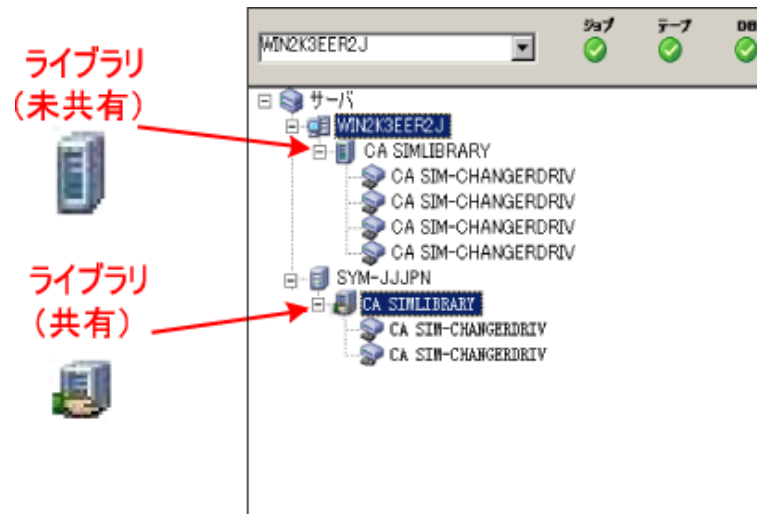 ジョブ テープ DB
WIN2K3EER2J
ライブラリ
(未共有)
サーバ
WIN2K3EER2J
CA SIMLIBRARY
CA SIM-CHANGERDRIV
CA SIM-CHANGERDRIV
CA SIM-CHANGERDRIV
CA SIM-CHANGERDRIV
ライブラリ
(共有)
SYM-JJJPN
CA SIMLIBRARY
CA SIM-CHANGERDRIV
CA SIM-CHANGERDRIV